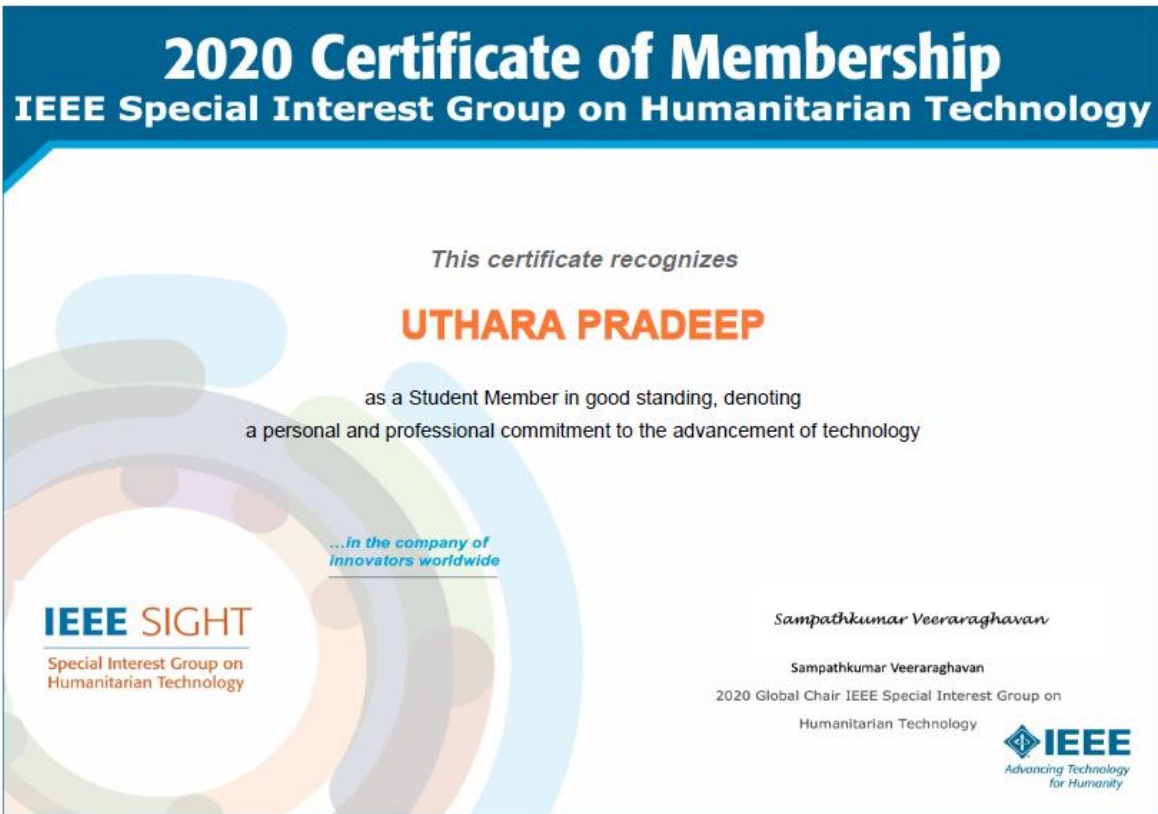 2020 Certificate of Membership
IEEE Special Interest Group on Humanitarian Technology
This certificate recognizes
UTHARA PRADEEP
as a Student Member in good standing, denoting
a personal and professional commitment to the advancement of technology
...in the company of
innovators worldwide
IEEE SIGHT
Special Interest Group on
Humanitarian Technology
Sampathkumar Veeraraghavan
Sampathkumar Veeraraghavan
2020 Global Chair IEEE Special Interest Group on
Humanitarian Technology
IEEE
Advancing Technology
for Humanity